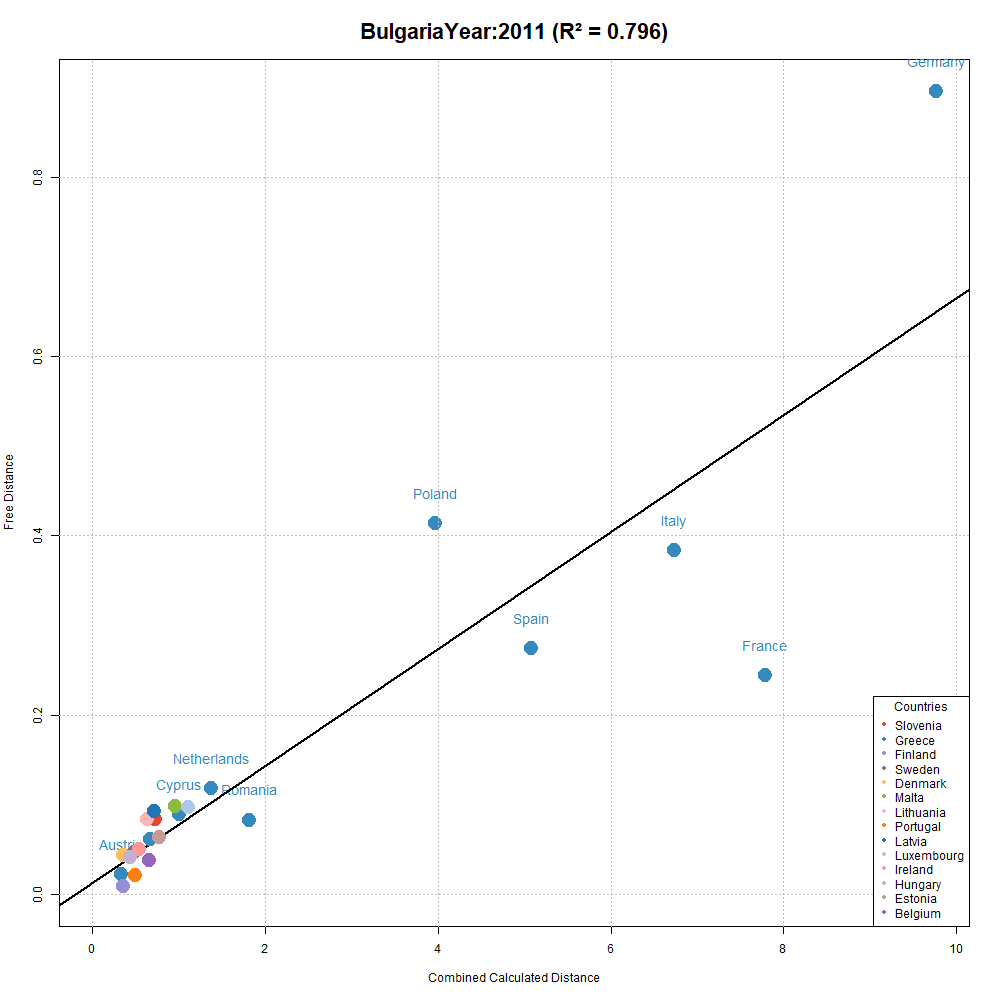 BulgariaYear:2011 (R² = 0.796)
Germany
0.8
0.6
Poland
Italy
Free Distance
0.4
Spain
France
0.2
Netherlands
Cyprus
Romania
Austria
0.0
Countries
Slovenia
Greece
Finland
Sweden
Denmark
Malta
Lithuania
Portugal
Latvia
Luxembourg
Ireland
Hungary
Estonia
Belgium
0 2 4 6 8 10
Combined Calculated Distance